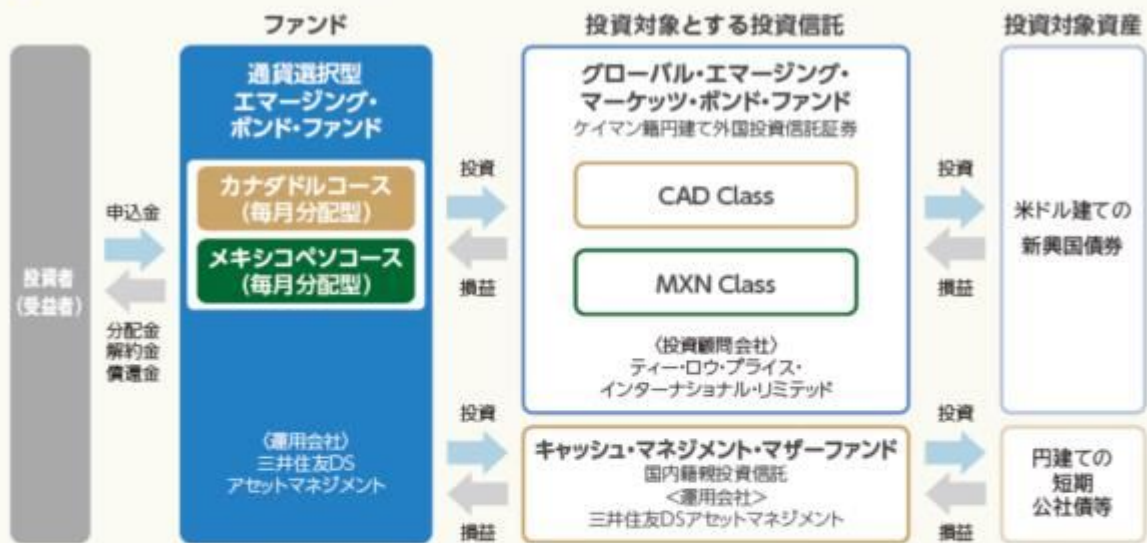 ファンド
投資対象とする投資信託
投資対象資産
投資者
(受益者)
申込金
分配金
解約金
償還金
通貨選択型
エマージング・
ボンド・ファンド
カナダドルコース
(毎月分配型)
メキシコペソコース
(毎月分配型)
〈運用会社〉
三井住友DS
アセットマネジメント
投資
損益
投資
損益
グローバル・エマージング・
マーケッツ・ボンド・ファンド
ケイマン籍円建て外国投資信託証券
CAD Class
MXN Class
〈投資顧問会社〉
ティー・ロウ・プライス・
インターナショナル・リミテッド
キャッシュ・マネジメント・マザーファンド
国内籍親投資信託
<運用会社>
三井住友DSアセットマネジメント
投資
損益
投資
損益
米ドル建ての
新興国債券
円建ての
短期
公社債等